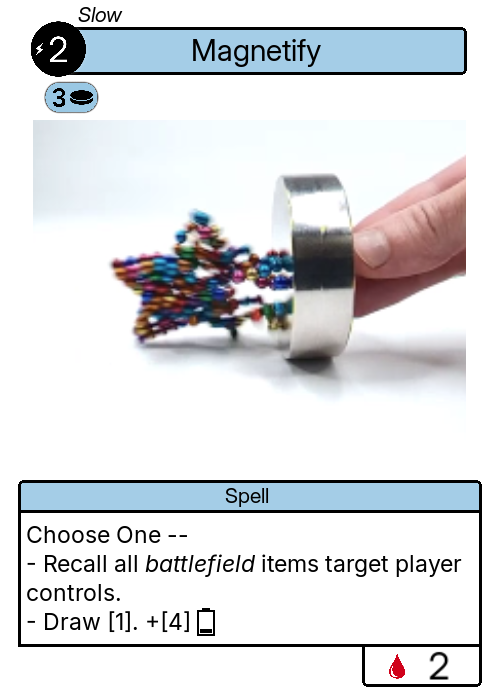 Slow
2
Magnetify
3
Spell
Choose One --
- Recall all battlefield items target player
controls.
- Draw [1]. +[4]
2